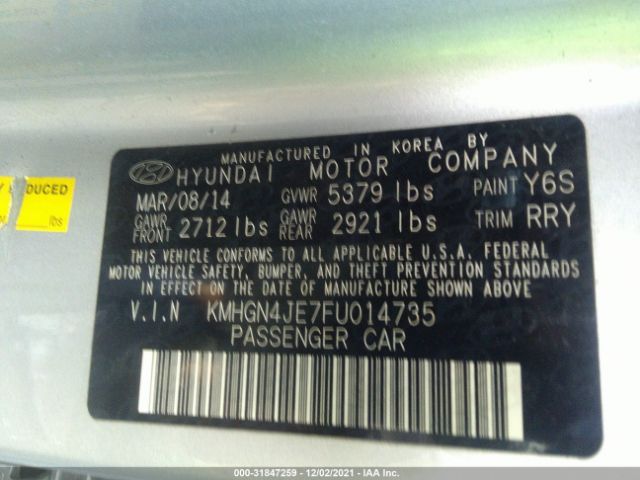 MANUFACTURED IN KOREA BY
HYUNDAI MOTOR COMPANY
MAR/08/14 GVWR 5379 lbs PAINT Y6S
GAWR FRONT 2712 lbs GAWR REAR 2921 lbs TRIM RRY
THIS VEHICLE CONFORMS TO ALL APPLICABLE U.S.A. FEDERAL
MOTOR VEHICLE SAFETY, BUMPER, AND THEFT PREVENTION STANDARDS
IN EFFECT ON THE DATE OF MANUFACTURE SHOWN ABOVE
V.I.N KMHGN4JE7FU014735
PASSENGER CAR
DUCED
lbs
000-31847259 - 12/02/2021 - IAA Inc.